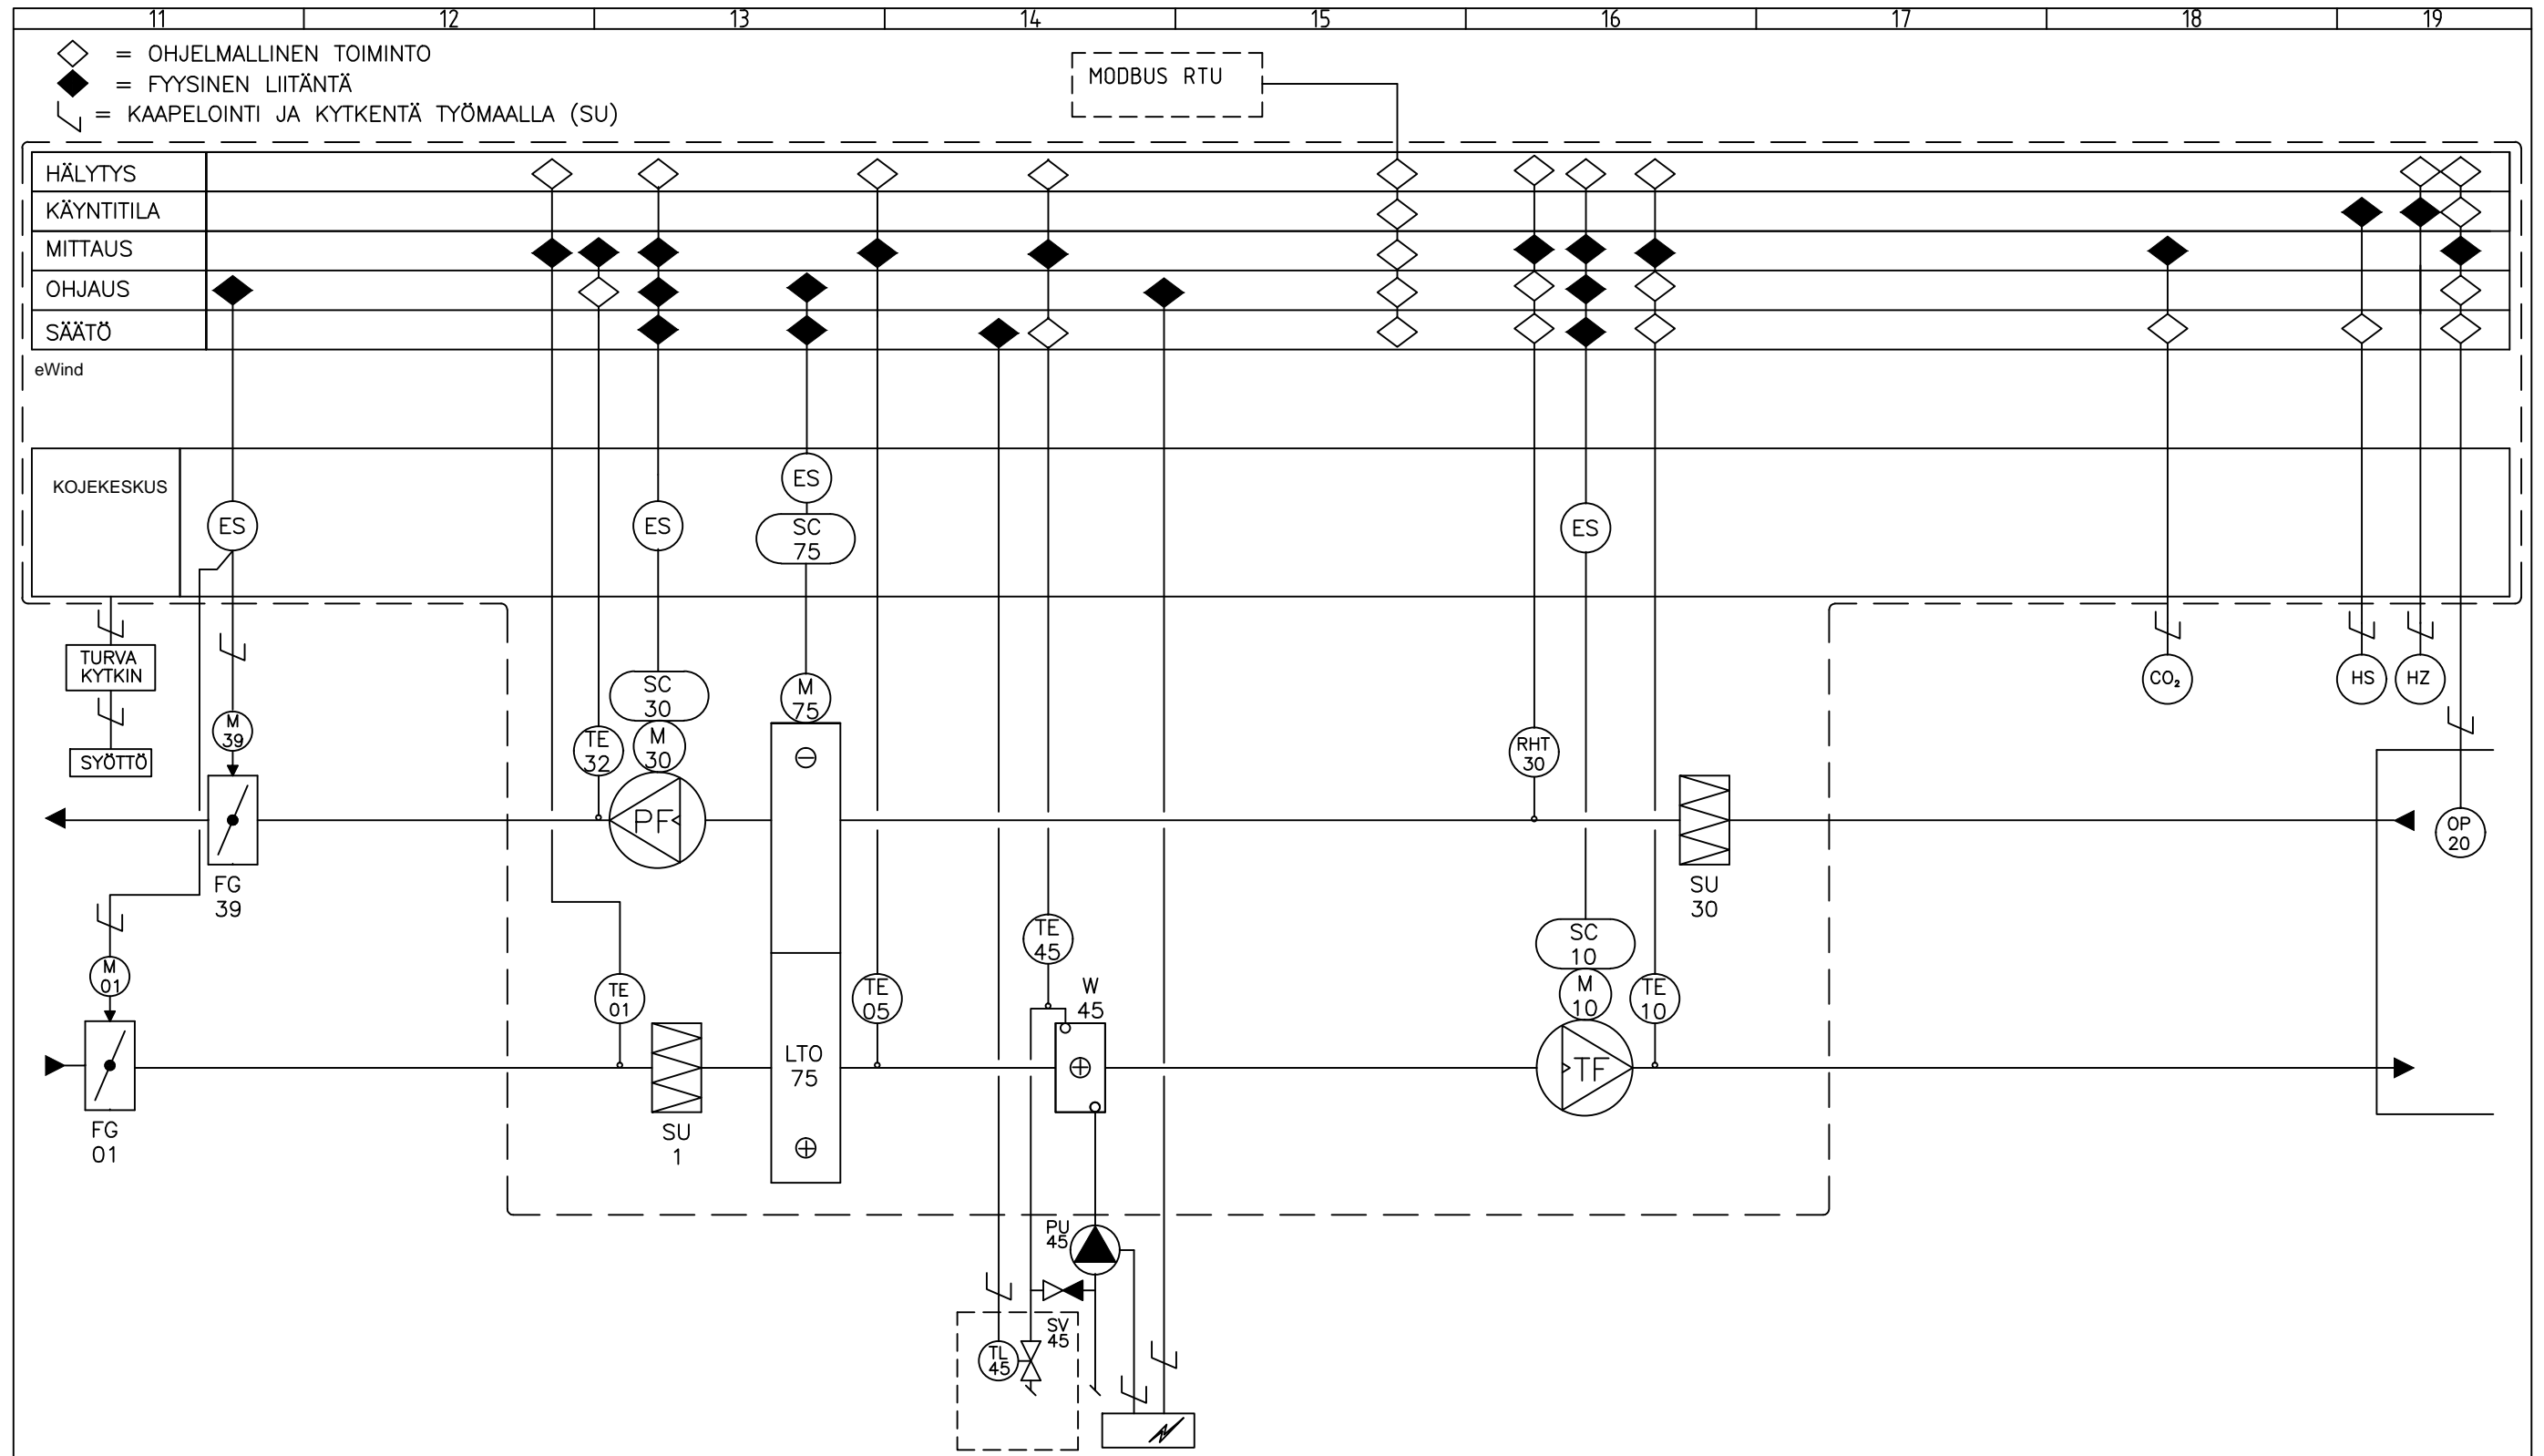 11 12 13 14 15 16 17 18 19
= OHJELMALLINEN TOIMINTO
= FYYSINEN LIITÄNTÄ
= KAAPELOINTI JA KYTKENTÄ TYÖMAALLA (SU)
MODBUS RTU
HÄLYTYS
KÄYNTITILA
MITTAUS
OHJAUS
SÄÄTÖ
eWind
KOJEKESKUS
ES
ES
ES
SC
75
ES
TURVA
KYTKIN
SYÖTTÖ
M
39
TE
32
SC
30
M
30
M
75
RHT
30
CO₂
HS
HZ
PF
OP
20
FG
39
SU
30
M
01
TE
01
TE
05
TE
45
W
45
SC
10
M
10
TE
10
LTO
75
TF
FG
01
SU
1
PU
45
SV
45
TL
45